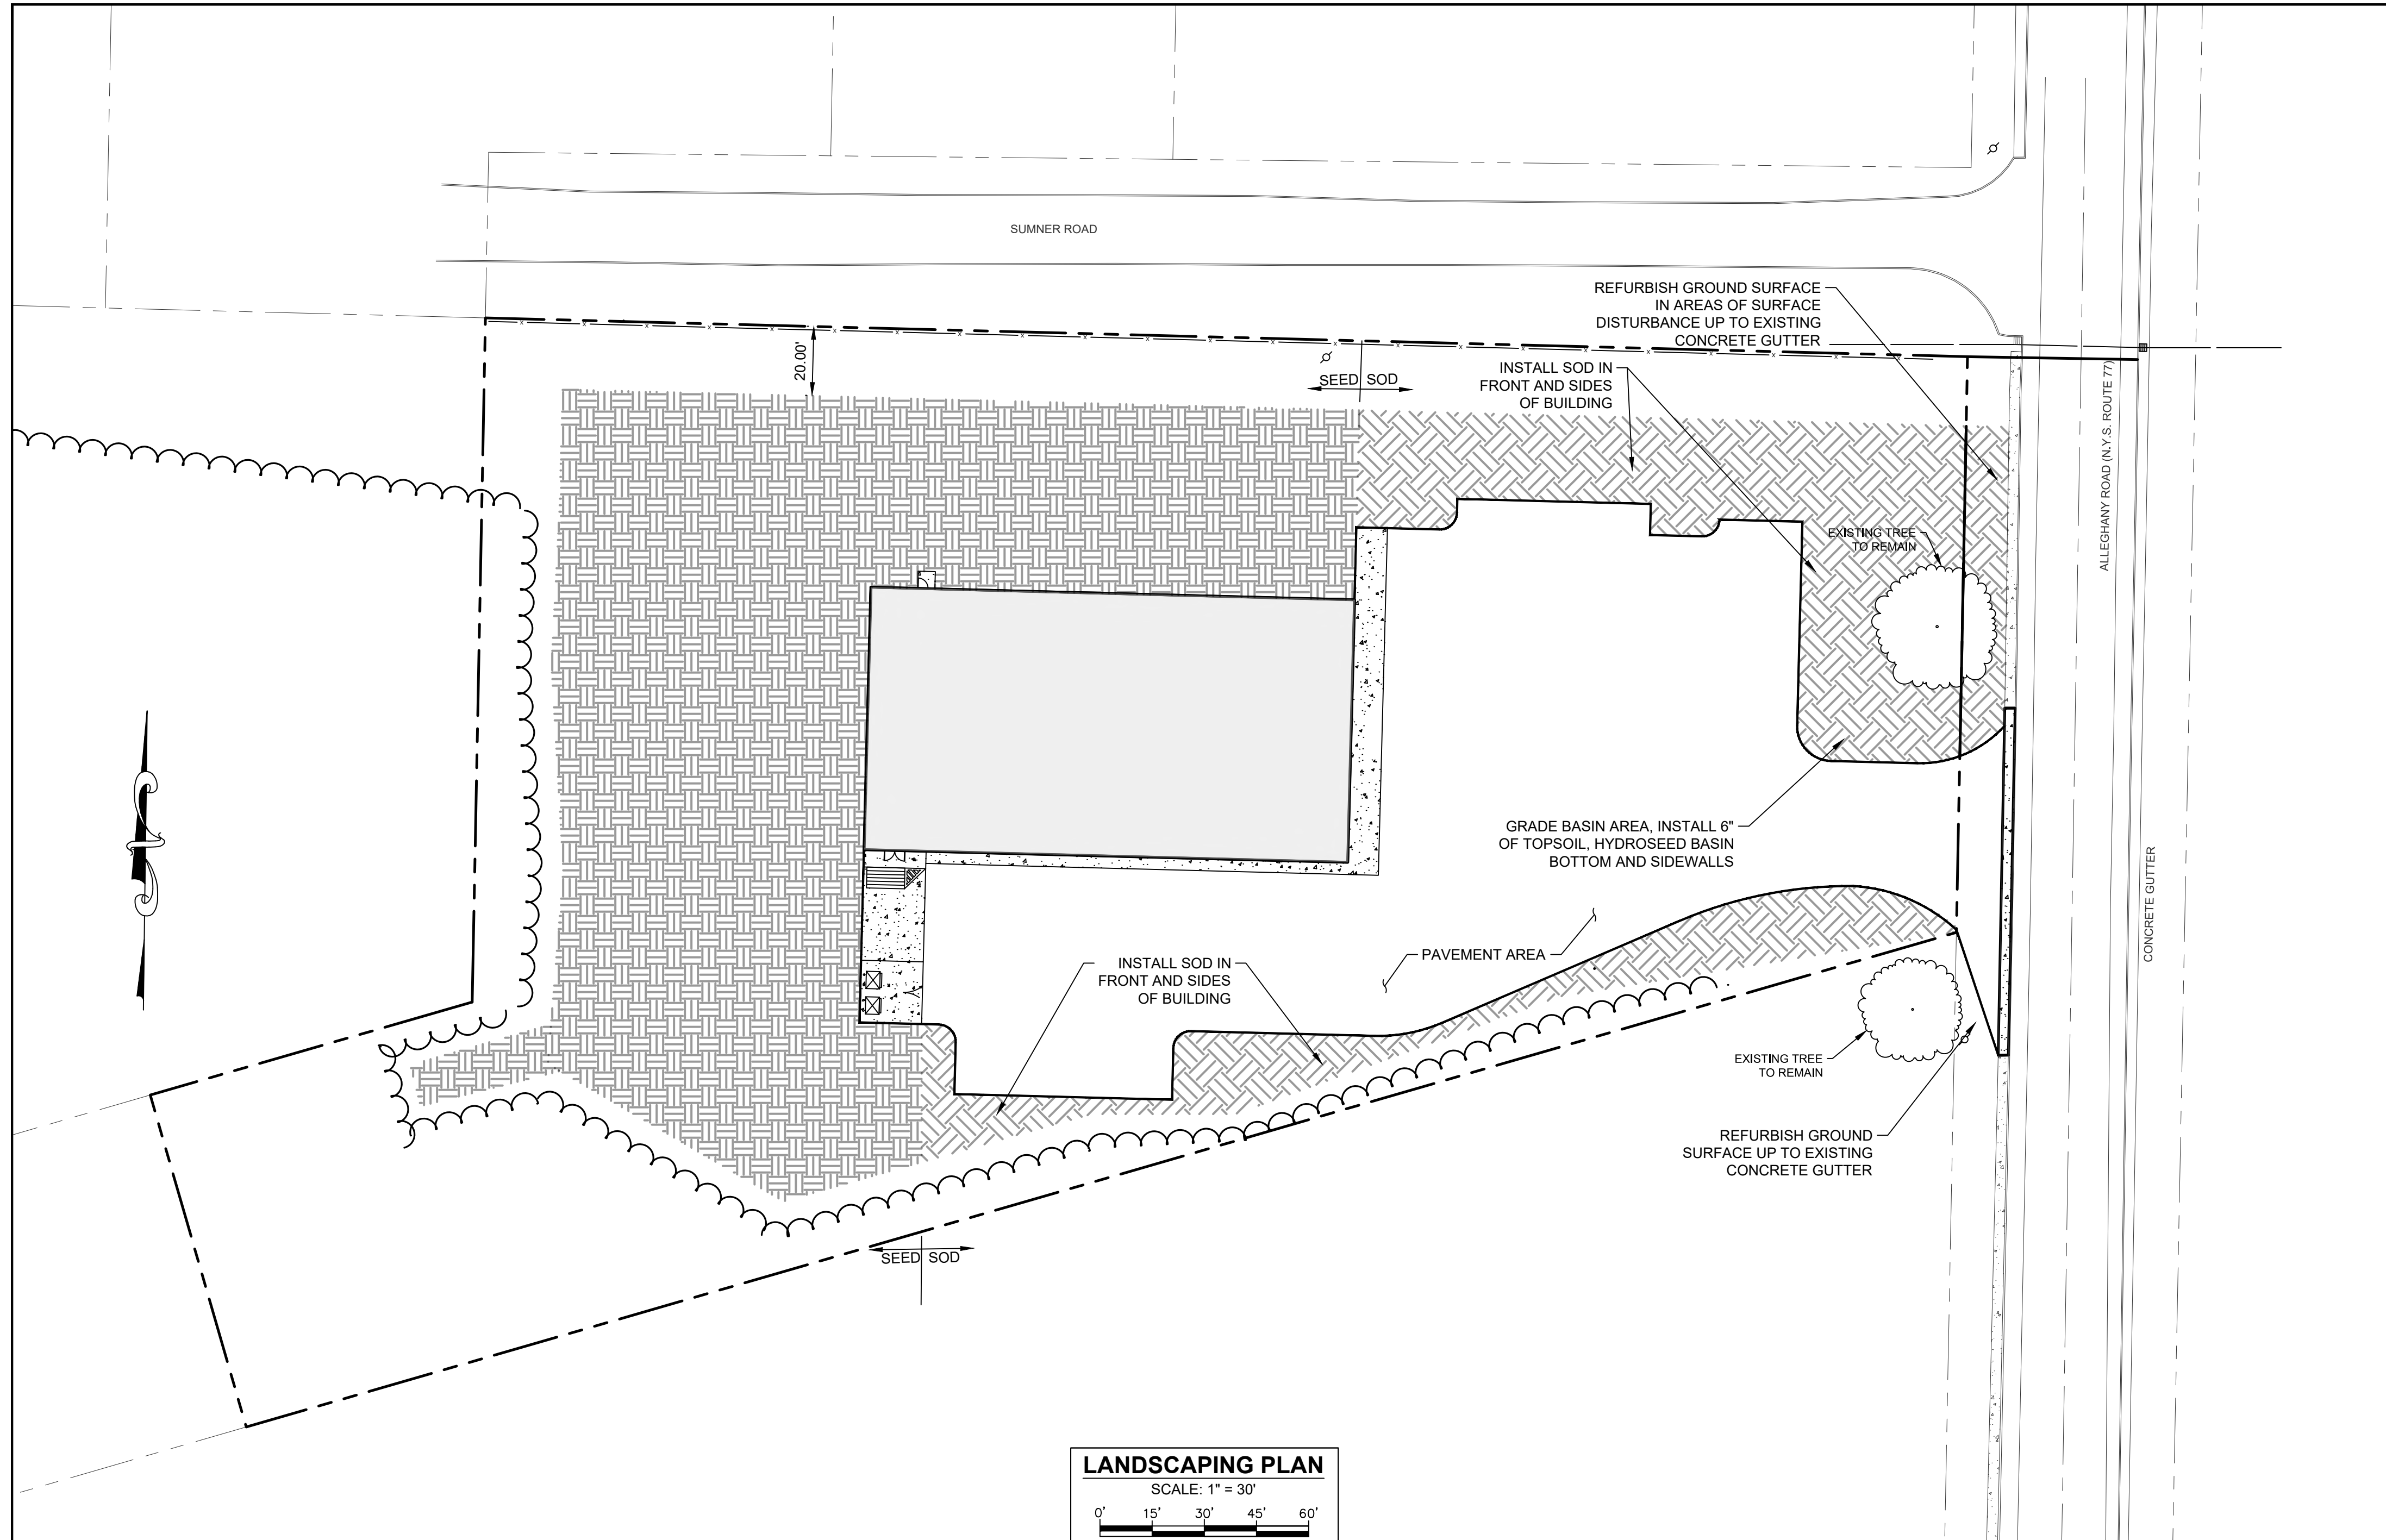 SUMNER ROAD
REFURBISH GROUND SURFACE
IN AREAS OF SURFACE
DISTURBANCE UP TO EXISTING
CONCRETE GUTTER
20.00'
SEED SOD
INSTALL SOD IN
FRONT AND SIDES
OF BUILDING
ALLEGHANY ROAD (N.Y.S. ROUTE 77)
EXISTING TREE
TO REMAIN
GRADE BASIN AREA, INSTALL 6"
OF TOPSOIL, HYDROSEED BASIN
BOTTOM AND SIDEWALLS
CONCRETE GUTTER
PAVEMENT AREA
INSTALL SOD IN
FRONT AND SIDES
OF BUILDING
EXISTING TREE
TO REMAIN
REFURBISH GROUND
SURFACE UP TO EXISTING
CONCRETE GUTTER
SEED SOD
LANDSCAPING PLAN
SCALE: 1" = 30'
0' 15' 30' 45' 60'